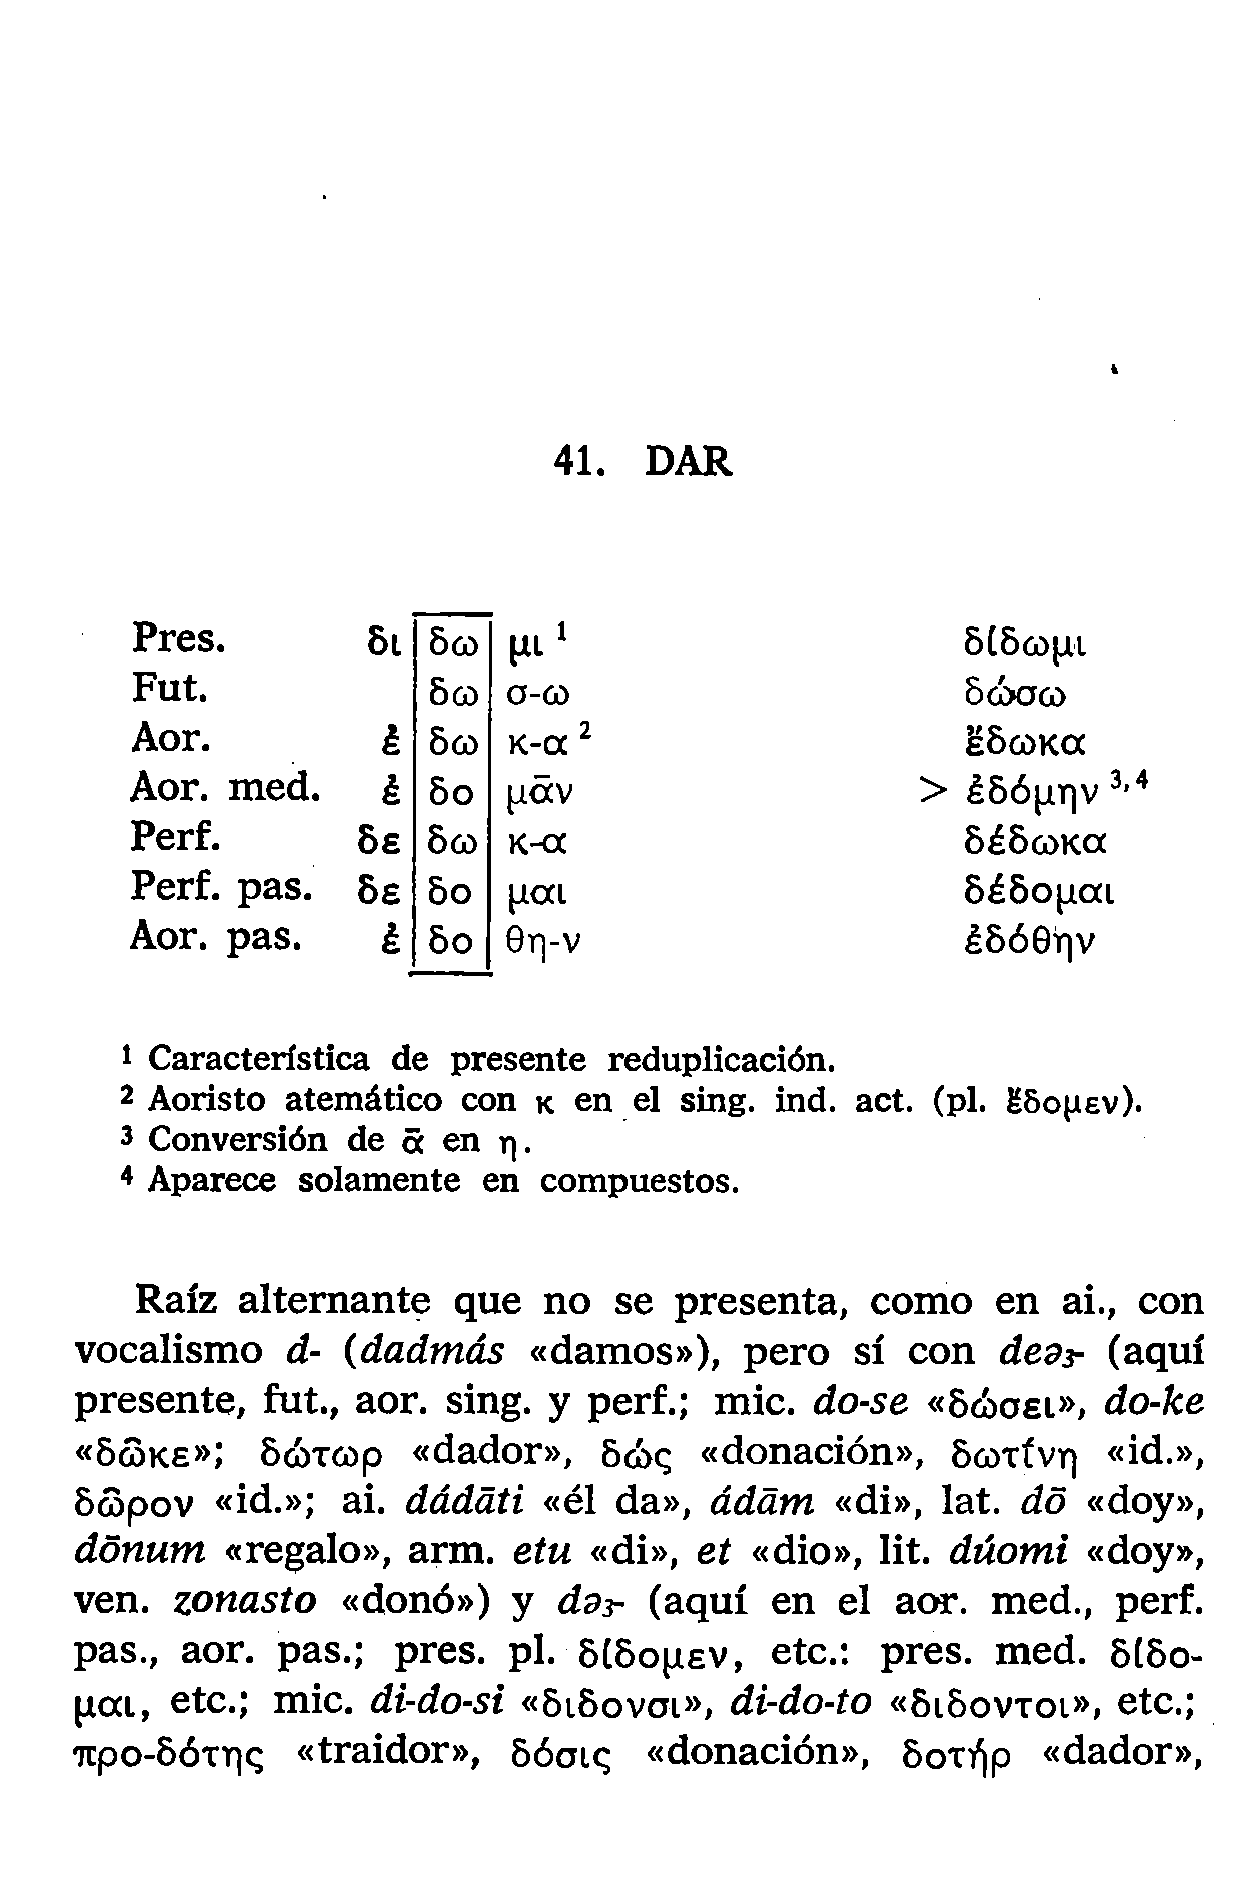 41. DAR
Pres. δι δω μι ¹ δίδωμι
Fut. δω σ-ω δώσω
Aor. ἐ δω κ-α ² ἔδωκα
Aor. med. ἐ δο μᾱν > ἐδόμην ³,⁴
Perf. δε δω κ-α δέδωκα
Perf. pas. δε δο μαι δέδομαι
Aor. pas. ἐ δο θη-ν ἐδόθην
¹ Característica de presente reduplicación.
² Aoristo atemático con κ en el sing. ind. act. (pl. ἔδομεν).
³ Conversión de ᾱ en η.
⁴ Aparece solamente en compuestos.
Raíz alternante que no se presenta, como en ai., con
vocalismo d- (dadmás «damos»), pero sí con deə₃- (aquí
presente, fut., aor. sing. y perf.; mic. do-se «δώσει», do-ke
«δῶκε»; δώτωρ «dador», δώς «donación», δωτίνη «id.»,
δῶρον «id.»; ai. dádāti «él da», ádām «di», lat. dō «doy»,
dōnum «regalo», arm. etu «di», et «dio», lit. dúomi «doy»,
ven. zonasto «donó») y də₃- (aquí en el aor. med., perf.
pas., aor. pas.; pres. pl. δίδομεν, etc.: pres. med. δίδο-
μαι, etc.; mic. di-do-si «διδονσι», di-do-to «διδοντοι», etc.;
προ-δότης «traidor», δόσις «donación», δοτήρ «dador»,